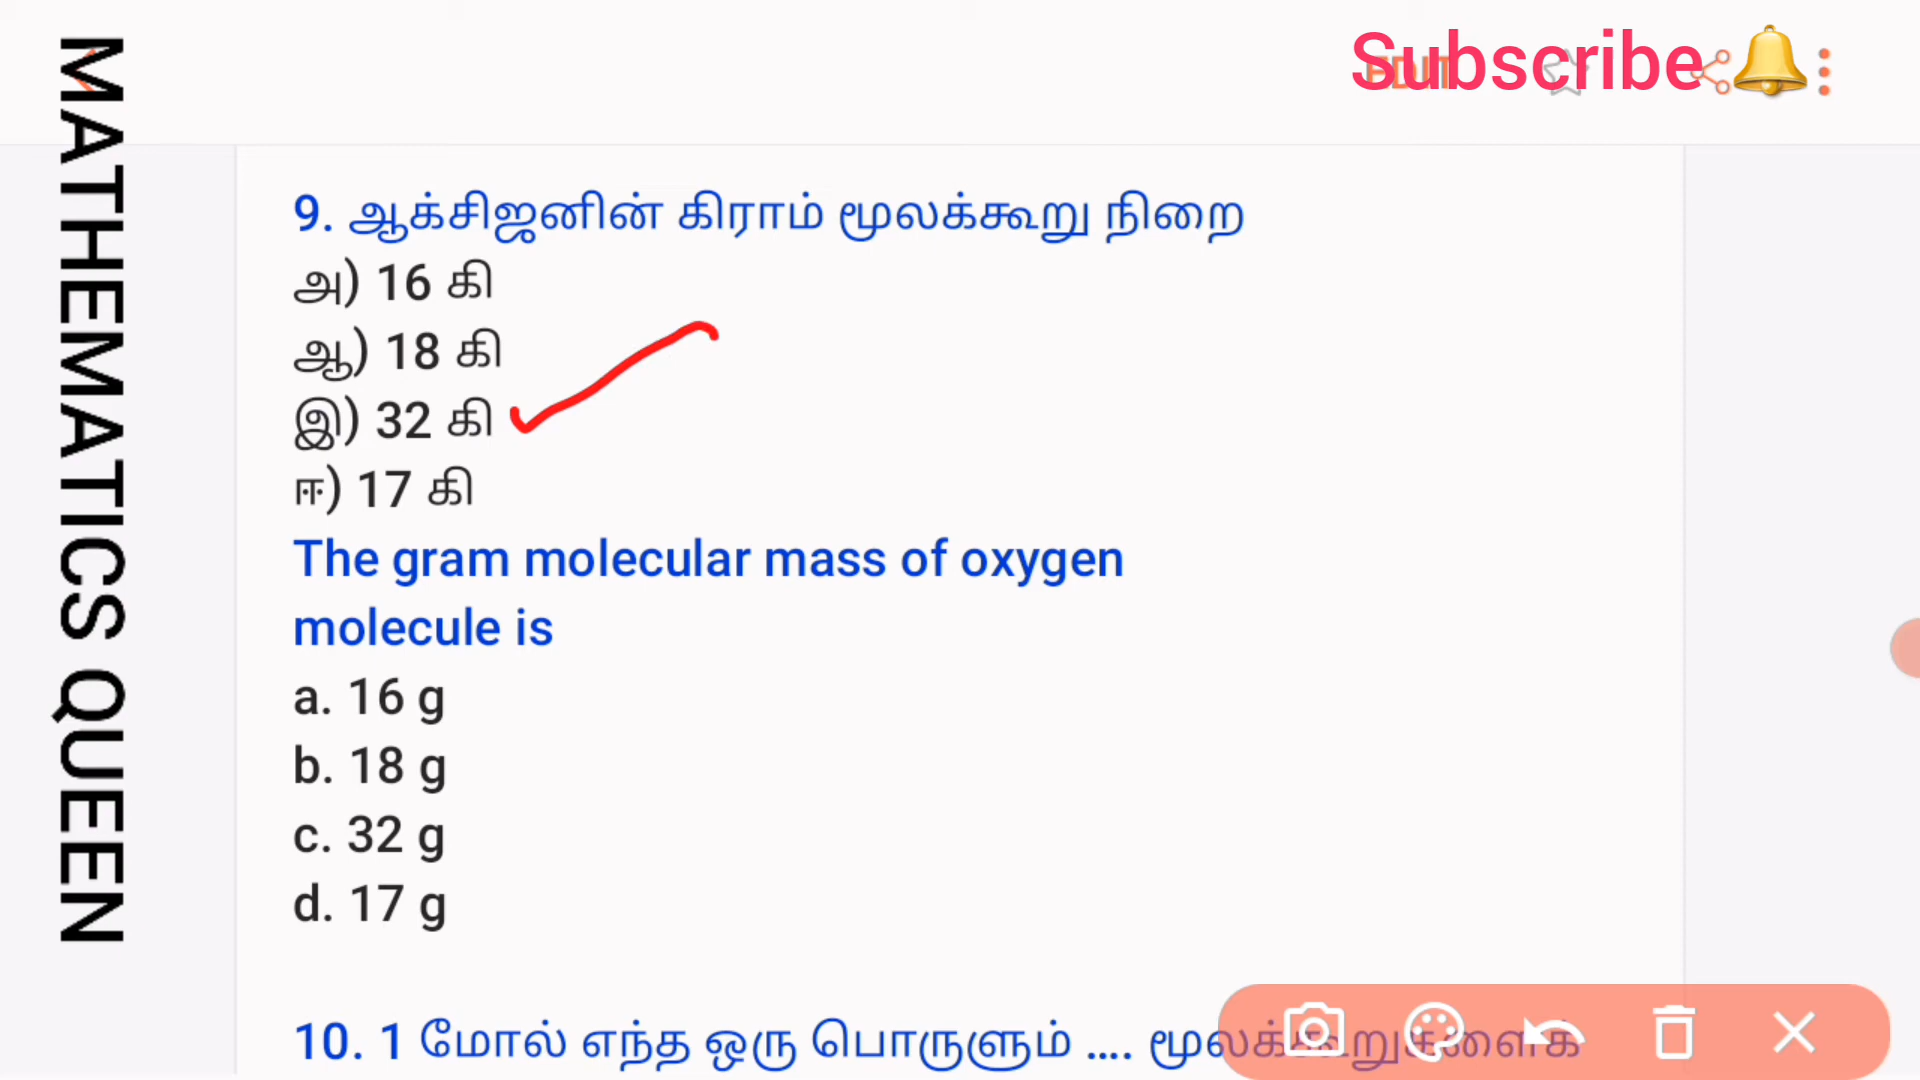 MATHEMATICS QUEEN
Subscribe
9. ஆக்சிஜனின் கிராம் மூலக்கூறு நிறை
அ) 16 கி
ஆ) 18 கி
இ) 32 கி
ஈ) 17 கி
The gram molecular mass of oxygen
molecule is
a. 16 g
b. 18 g
c. 32 g
d. 17 g
10. 1 மோல் எந்த ஒரு பொருளும் .... மூலக்கூறுகளைக்